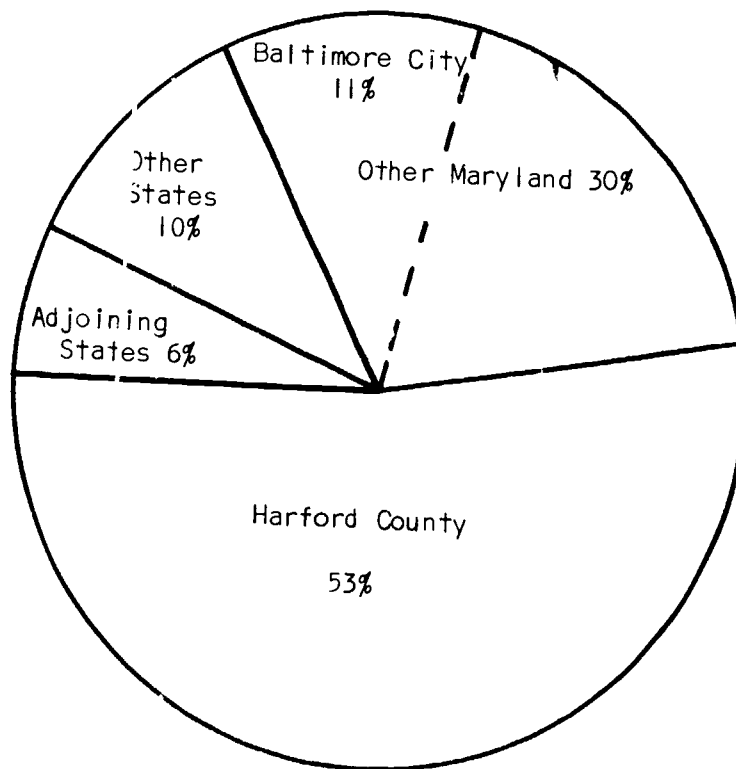 Baltimore City
11%
Other Maryland 30%
Other
States
10%
Adjoining
States 6%
Harford County
53%